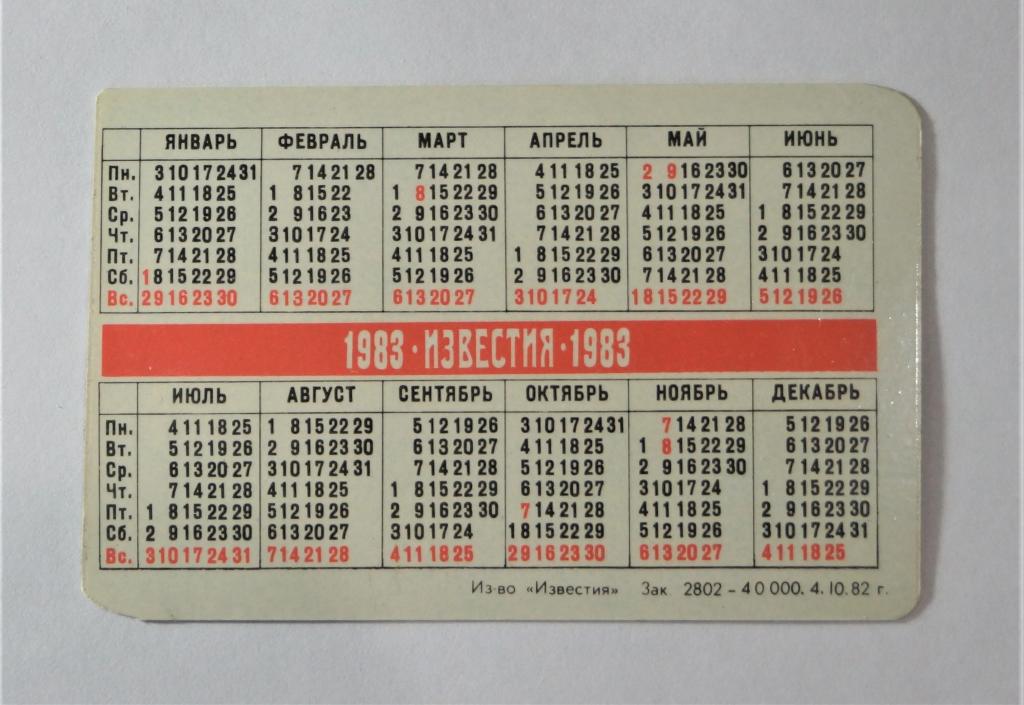 ЯНВАРЬ ФЕВРАЛЬ МАРТ АПРЕЛЬ МАЙ ИЮНЬ
Пн. 3 10 17 24 31 7 14 21 28 7 14 21 28 4 11 18 25 2 9 16 23 30 6 13 20 27
Вт. 4 11 18 25 1 8 15 22 1 8 15 22 29 5 12 19 26 3 10 17 24 31 7 14 21 28
Ср. 5 12 19 26 2 9 16 23 2 9 16 23 30 6 13 20 27 4 11 18 25 1 8 15 22 29
Чт. 6 13 20 27 3 10 17 24 3 10 17 24 31 7 14 21 28 5 12 19 26 2 9 16 23 30
Пт. 7 14 21 28 4 11 18 25 4 11 18 25 1 8 15 22 29 6 13 20 27 3 10 17 24
Сб. 1 8 15 22 29 5 12 19 26 5 12 19 26 2 9 16 23 30 7 14 21 28 4 11 18 25
Вс. 2 9 16 23 30 6 13 20 27 6 13 20 27 3 10 17 24 1 8 15 22 29 5 12 19 26
1983 · ИЗВЕСТИЯ · 1983
ИЮЛЬ АВГУСТ СЕНТЯБРЬ ОКТЯБРЬ НОЯБРЬ ДЕКАБРЬ
Пн. 4 11 18 25 1 8 15 22 29 5 12 19 26 3 10 17 24 31 7 14 21 28 5 12 19 26
Вт. 5 12 19 26 2 9 16 23 30 6 13 20 27 4 11 18 25 1 8 15 22 29 6 13 20 27
Ср. 6 13 20 27 3 10 17 24 31 7 14 21 28 5 12 19 26 2 9 16 23 30 7 14 21 28
Чт. 7 14 21 28 4 11 18 25 1 8 15 22 29 6 13 20 27 3 10 17 24 1 8 15 22 29
Пт. 1 8 15 22 29 5 12 19 26 2 9 16 23 30 7 14 21 28 4 11 18 25 2 9 16 23 30
Сб. 2 9 16 23 30 6 13 20 27 3 10 17 24 1 8 15 22 29 5 12 19 26 3 10 17 24 31
Вс. 3 10 17 24 31 7 14 21 28 4 11 18 25 2 9 16 23 30 6 13 20 27 4 11 18 25
Из-во «Известия» Зак. 2802 – 40 000. 4. 10. 82 г.